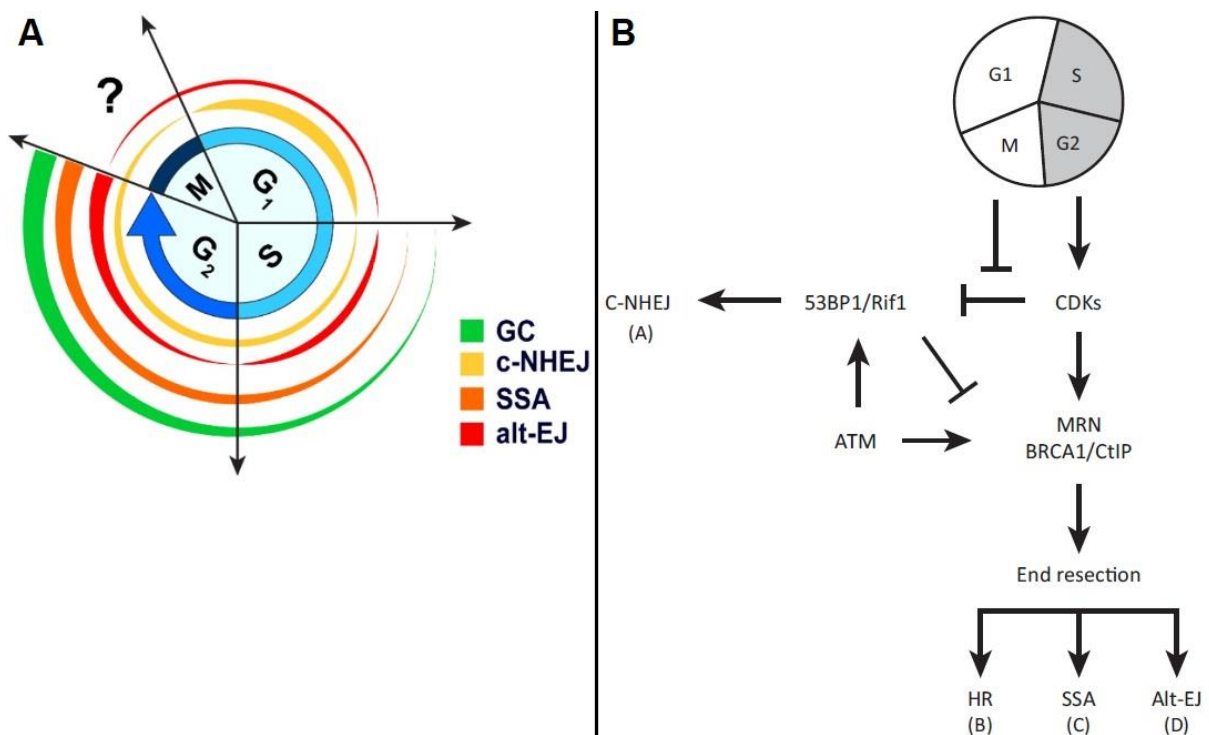 A
?
M
G1
G2
S
GC
c-NHEJ
SSA
alt-EJ
B
G1
S
M
G2
C-NHEJ
(A)
53BP1/Rif1
CDKs
ATM
MRN
BRCA1/CtIP
End resection
HR
(B)
SSA
(C)
Alt-EJ
(D)